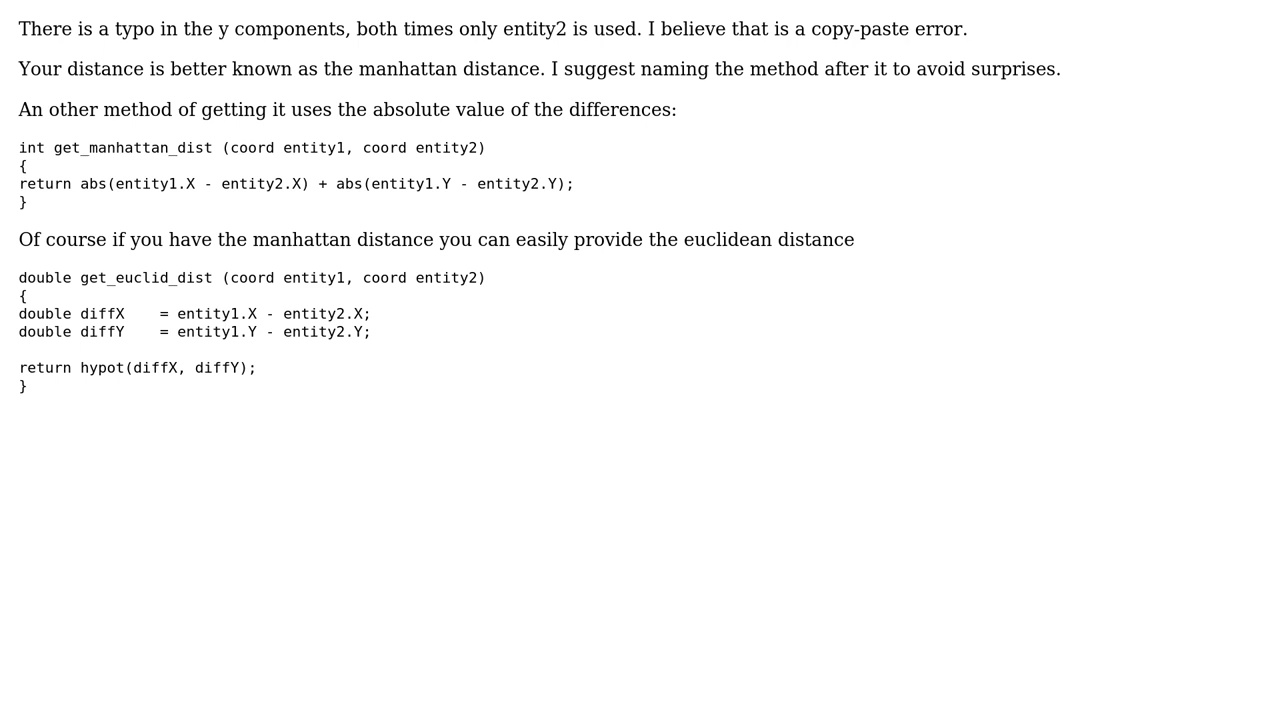 There is a typo in the y components, both times only entity2 is used. I believe that is a copy-paste error.
Your distance is better known as the manhattan distance. I suggest naming the method after it to avoid surprises.
An other method of getting it uses the absolute value of the differences:
int get_manhattan_dist (coord entity1, coord entity2)
{
return abs(entity1.X - entity2.X) + abs(entity1.Y - entity2.Y);
}
Of course if you have the manhattan distance you can easily provide the euclidean distance
double get_euclid_dist (coord entity1, coord entity2)
{
double diffX    = entity1.X - entity2.X;
double diffY    = entity1.Y - entity2.Y;

return hypot(diffX, diffY);
}